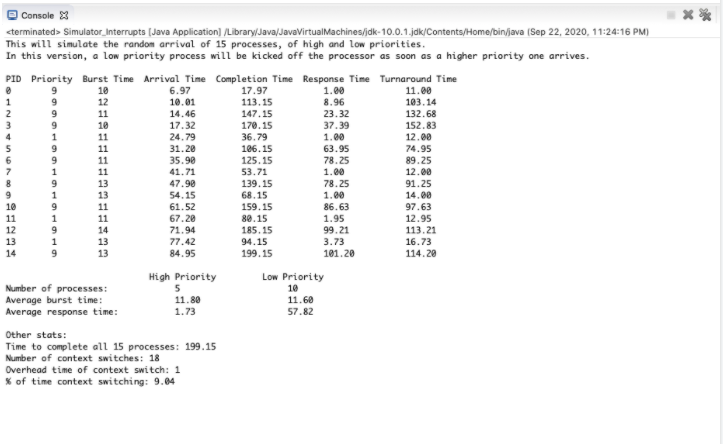 Console
<terminated> Simulator_Interrupts [Java Application] /Library/Java/JavaVirtualMachines/jdk-10.0.1.jdk/Contents/Home/bin/java (Sep 22, 2020, 11:24:16 PM)
This will simulate the random arrival of 15 processes, of high and low priorities.
In this version, a low priority process will be kicked off the processor as soon as a higher priority one arrives.
PID Priority Burst Time Arrival Time Completion Time Response Time Turnaround Time
0 9 10 6.97 17.97 1.00 11.00
1 9 12 10.01 113.15 8.96 103.14
2 9 11 14.46 147.15 23.32 132.68
3 9 10 17.32 170.15 37.39 152.83
4 1 11 24.79 36.79 1.00 12.00
5 9 11 31.20 106.15 63.95 74.95
6 9 11 35.90 125.15 78.25 89.25
7 1 11 41.71 53.71 1.00 12.00
8 9 13 47.90 139.15 78.25 91.25
9 1 13 54.15 68.15 1.00 14.00
10 9 11 61.52 159.15 86.63 97.63
11 1 11 67.20 80.15 1.95 12.95
12 9 14 71.94 185.15 99.21 113.21
13 1 13 77.42 94.15 3.73 16.73
14 9 13 84.95 199.15 101.20 114.20
High Priority Low Priority
Number of processes: 5 10
Average burst time: 11.80 11.60
Average response time: 1.73 57.82
Other stats:
Time to complete all 15 processes: 199.15
Number of context switches: 18
Overhead time of context switch: 1
% of time context switching: 9.04